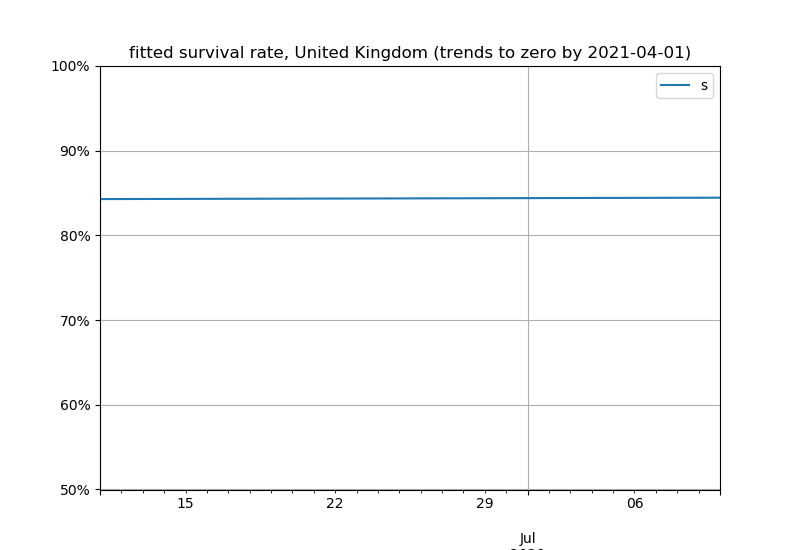 fitted survival rate, United Kingdom (trends to zero by 2021-04-01)
100%
s
90%
80%
70%
60%
50%
15 22 29 06
Jul